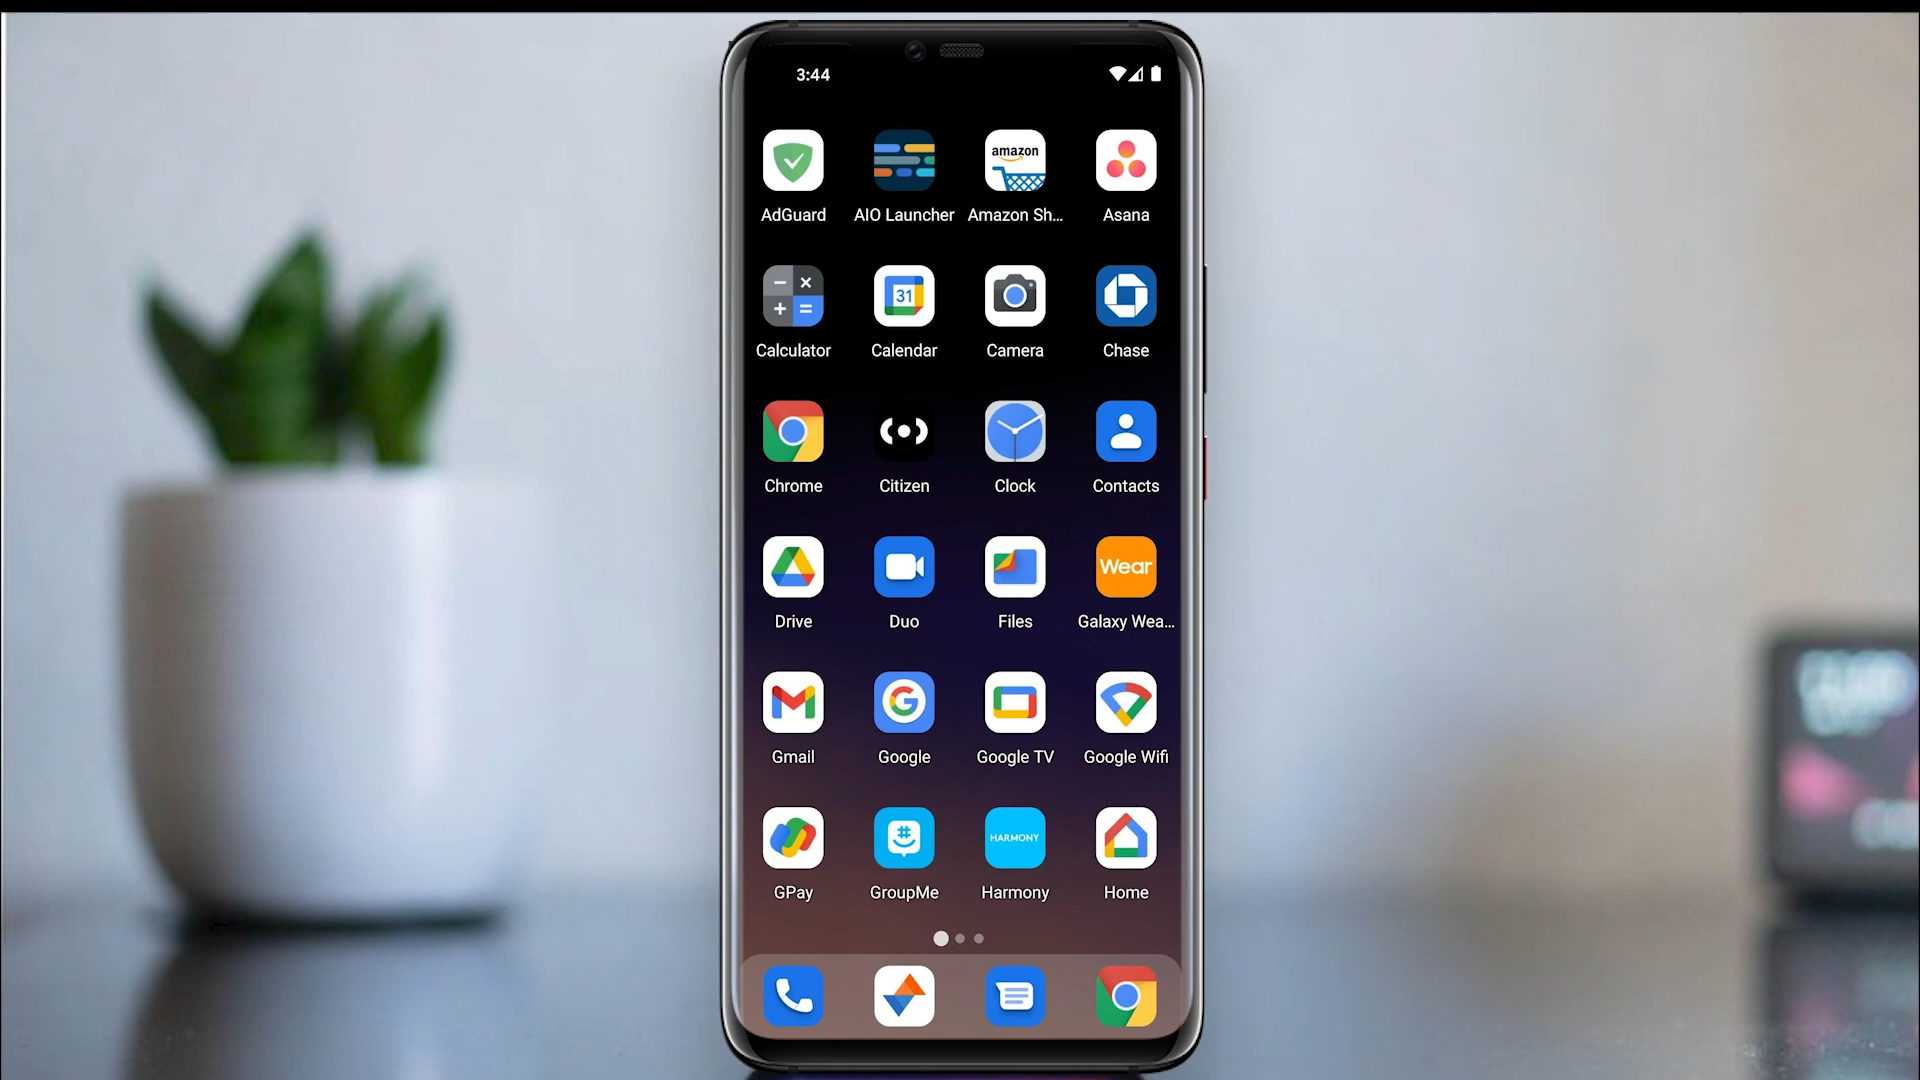 3:44
amazon
AdGuard AIO Launcher Amazon Sh... Asana
31
Calculator Calendar Camera Chase
Chrome Citizen Clock Contacts
Wear
Drive Duo Files Galaxy Wea...
Gmail Google Google TV Google Wifi
HARMONY
GPay GroupMe Harmony Home